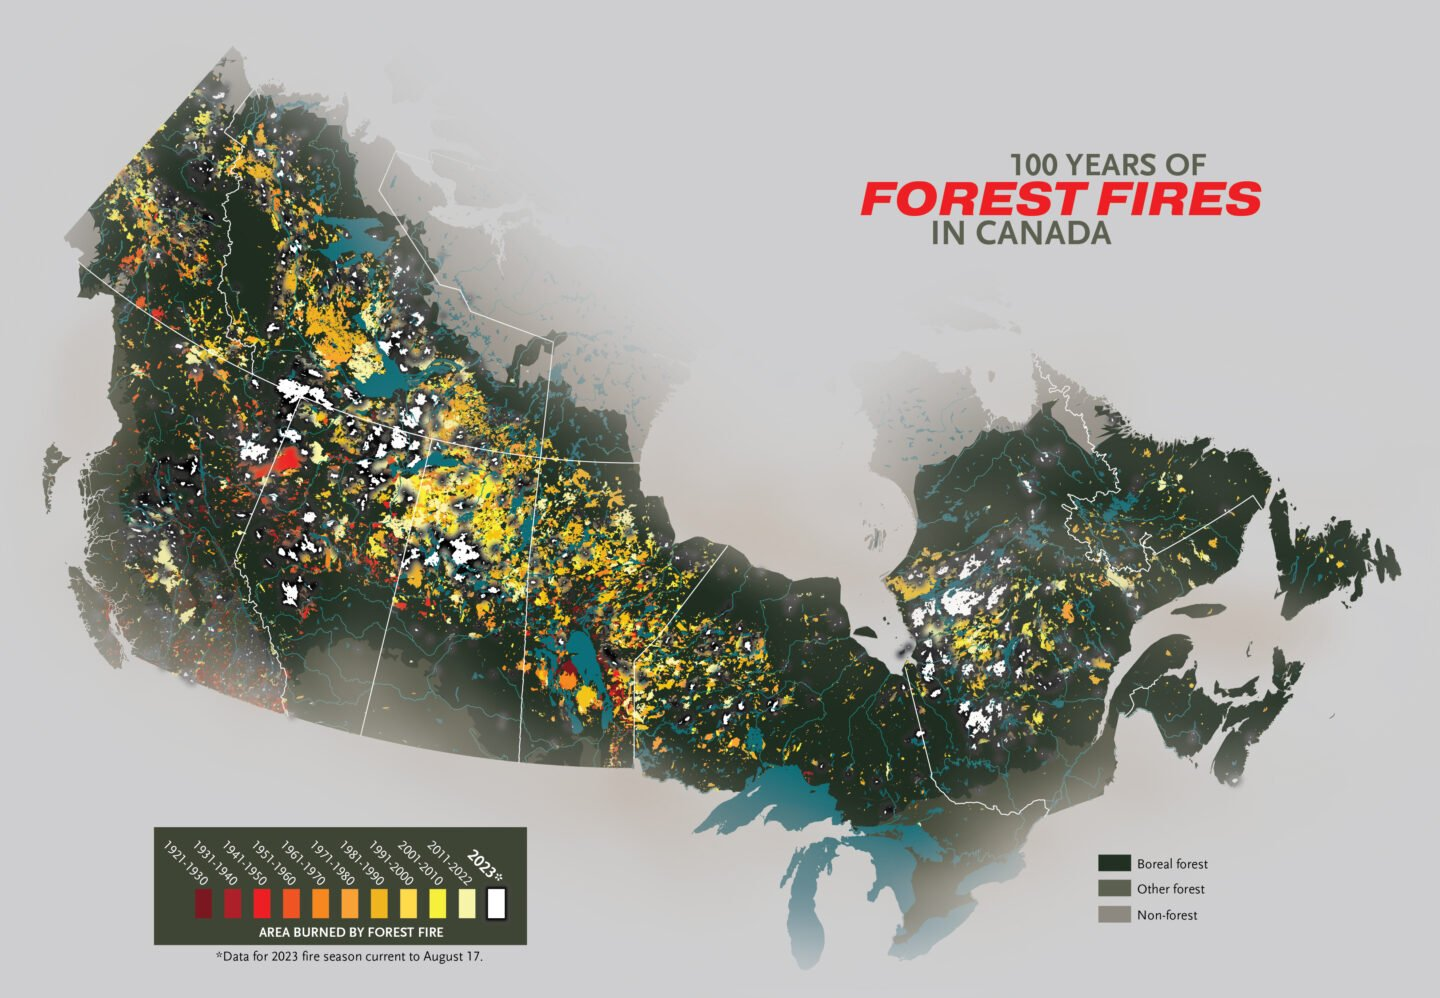 100 YEARS OF
FOREST FIRES
IN CANADA
1921-1930
1931-1940
1941-1950
1951-1960
1961-1970
1971-1980
1981-1990
1991-2000
2001-2010
2011-2022
2023*
AREA BURNED BY FOREST FIRE
*Data for 2023 fire season current to August 17.
Boreal forest
Other forest
Non-forest